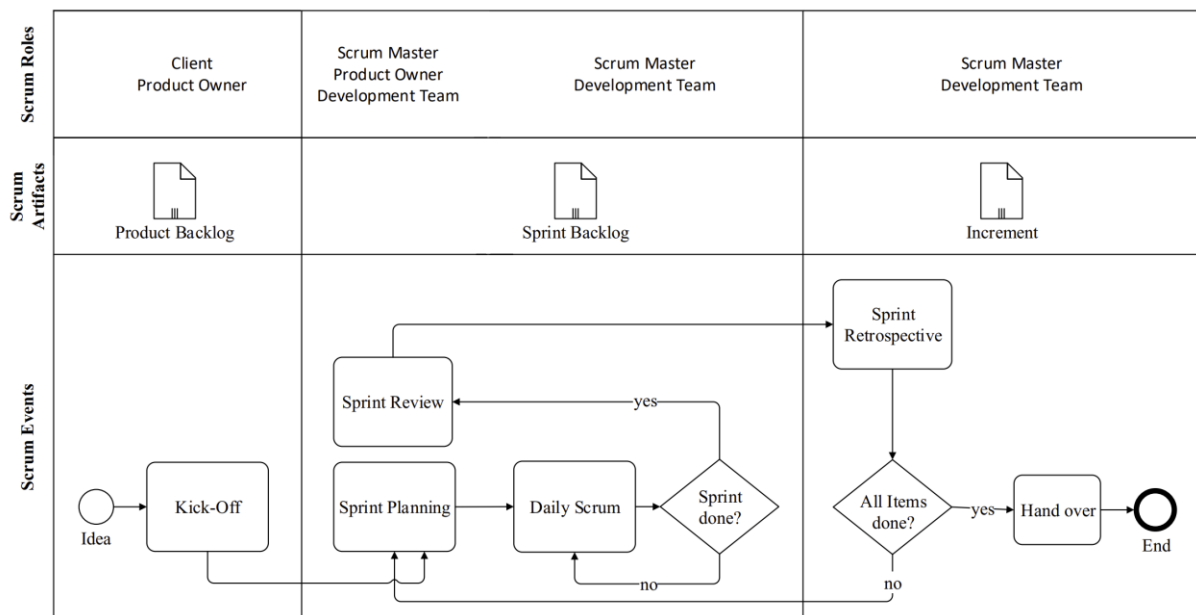 Scrum Roles
Client
Product Owner
Scrum Master
Product Owner
Development Team
Scrum Master
Development Team
Scrum Master
Development Team
Scrum
Artifacts
Product Backlog
Sprint Backlog
Increment
Scrum Events
Idea
Kick-Off
Sprint Review
Sprint Planning
Daily Scrum
Sprint
done?
yes
no
Sprint
Retrospective
All Items
done?
yes
no
Hand over
End